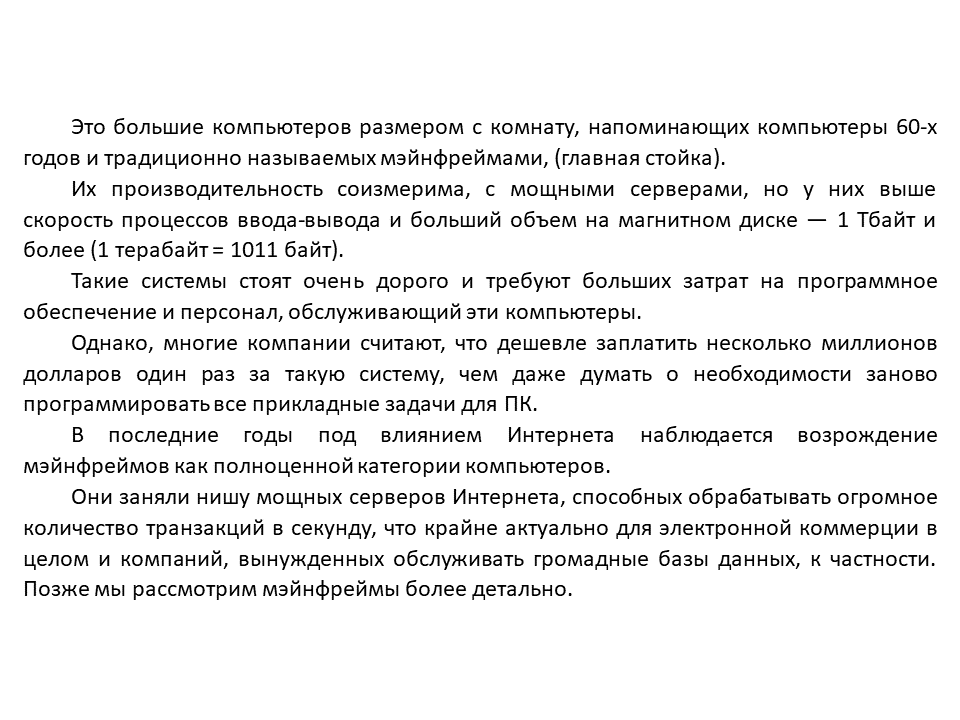 Это большие компьютеров размером с комнату, напоминающих компьютеры 60-х
годов и традиционно называемых мэйнфреймами, (главная стойка).
Их производительность соизмерима, с мощными серверами, но у них выше
скорость процессов ввода-вывода и больший объем на магнитном диске — 1 Тбайт и
более (1 терабайт = 1011 байт).
Такие системы стоят очень дорого и требуют больших затрат на программное
обеспечение и персонал, обслуживающий эти компьютеры.
Однако, многие компании считают, что дешевле заплатить несколько миллионов
долларов один раз за такую систему, чем даже думать о необходимости заново
программировать все прикладные задачи для ПК.
В последние годы под влиянием Интернета наблюдается возрождение
мэйнфреймов как полноценной категории компьютеров.
Они заняли нишу мощных серверов Интернета, способных обрабатывать огромное
количество транзакций в секунду, что крайне актуально для электронной коммерции в
целом и компаний, вынужденных обслуживать громадные базы данных, к частности.
Позже мы рассмотрим мэйнфреймы более детально.